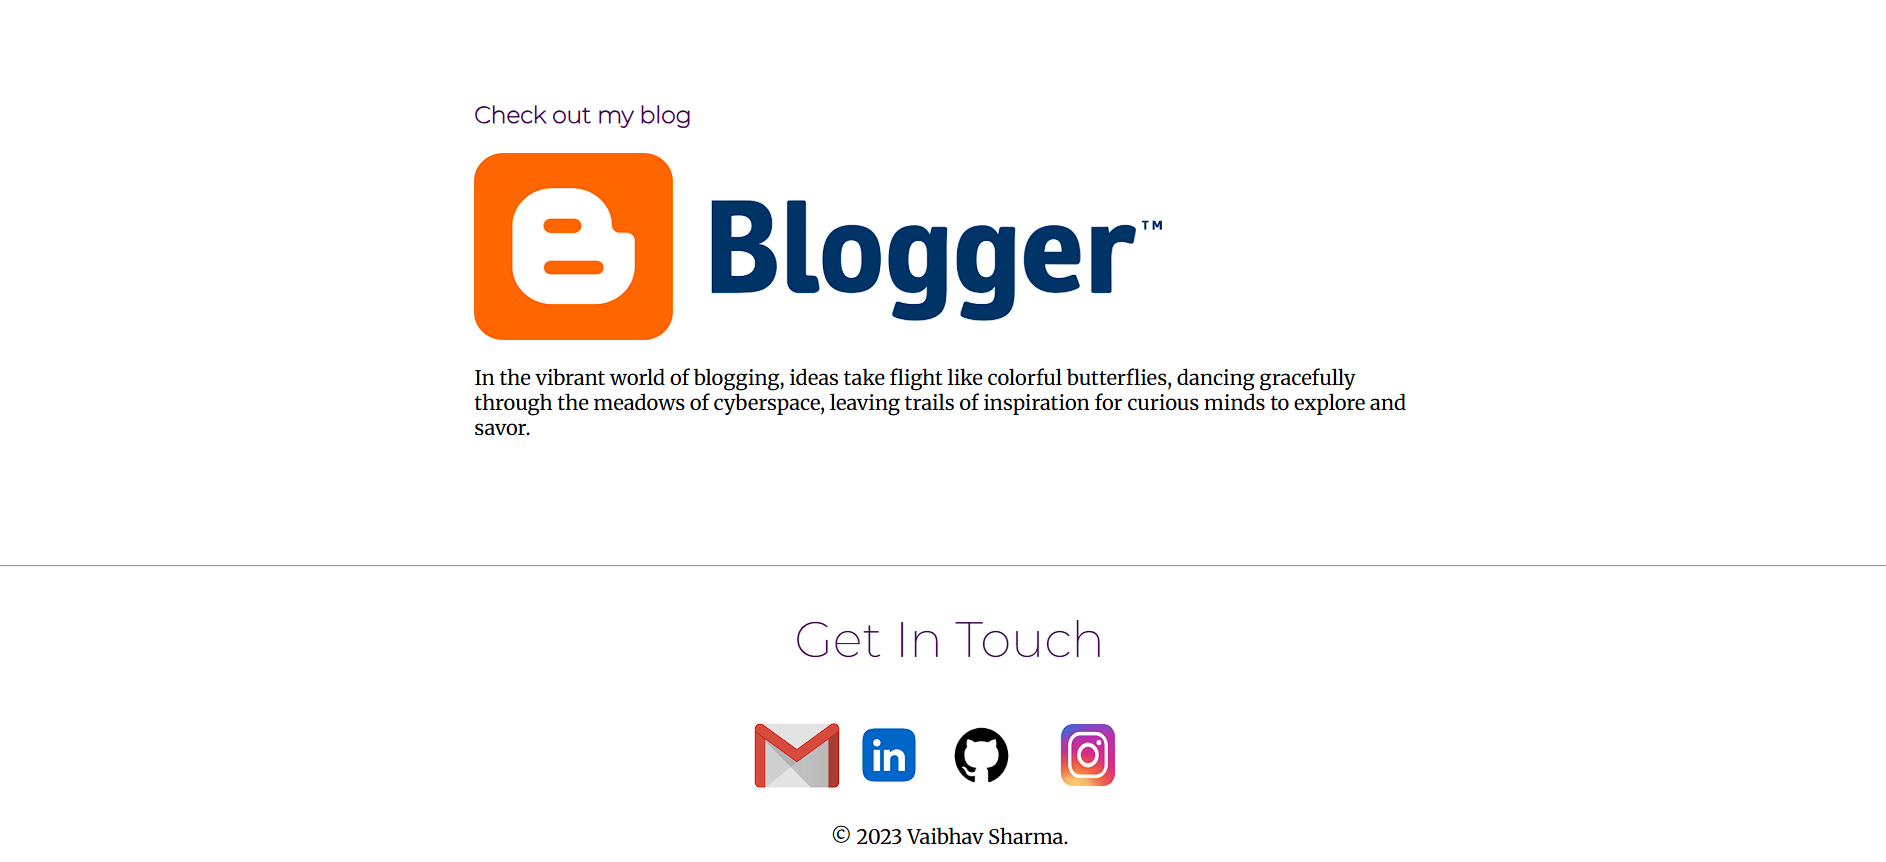 Check out my blog
Blogger™
In the vibrant world of blogging, ideas take flight like colorful butterflies, dancing gracefully
through the meadows of cyberspace, leaving trails of inspiration for curious minds to explore and
savor.
Get In Touch
in
© 2023 Vaibhav Sharma.